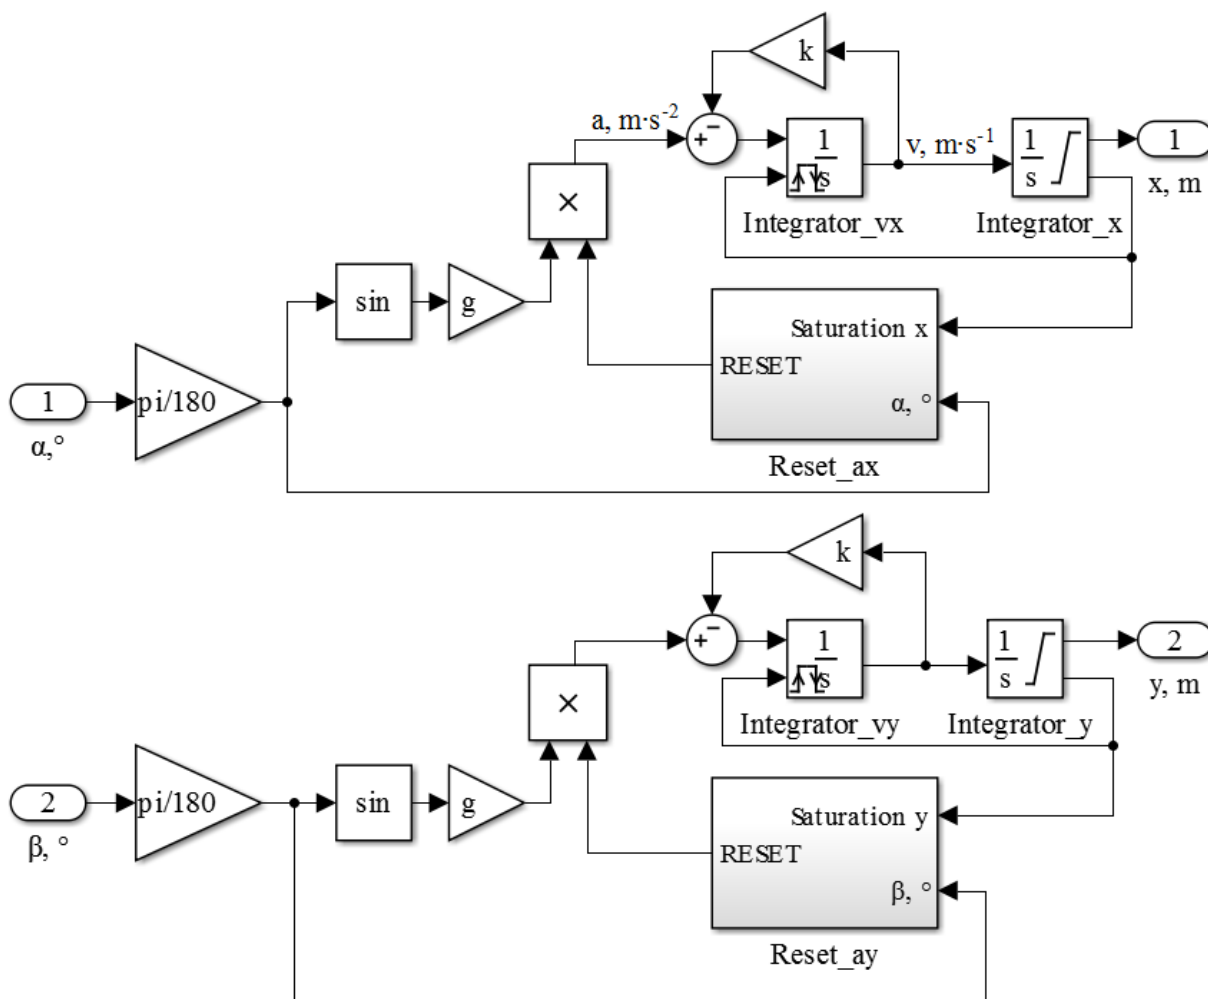 k
a, m·s⁻²
+
−
1
s
v, m·s⁻¹
1
s
1
x, m
×
Integrator_vx
Integrator_x
sin
g
Saturation x
RESET
α, °
1
pi/180
α,°
Reset_ax
k
+
−
1
s
1
s
2
y, m
×
Integrator_vy
Integrator_y
2
pi/180
sin
g
Saturation y
RESET
β, °
β, °
Reset_ay